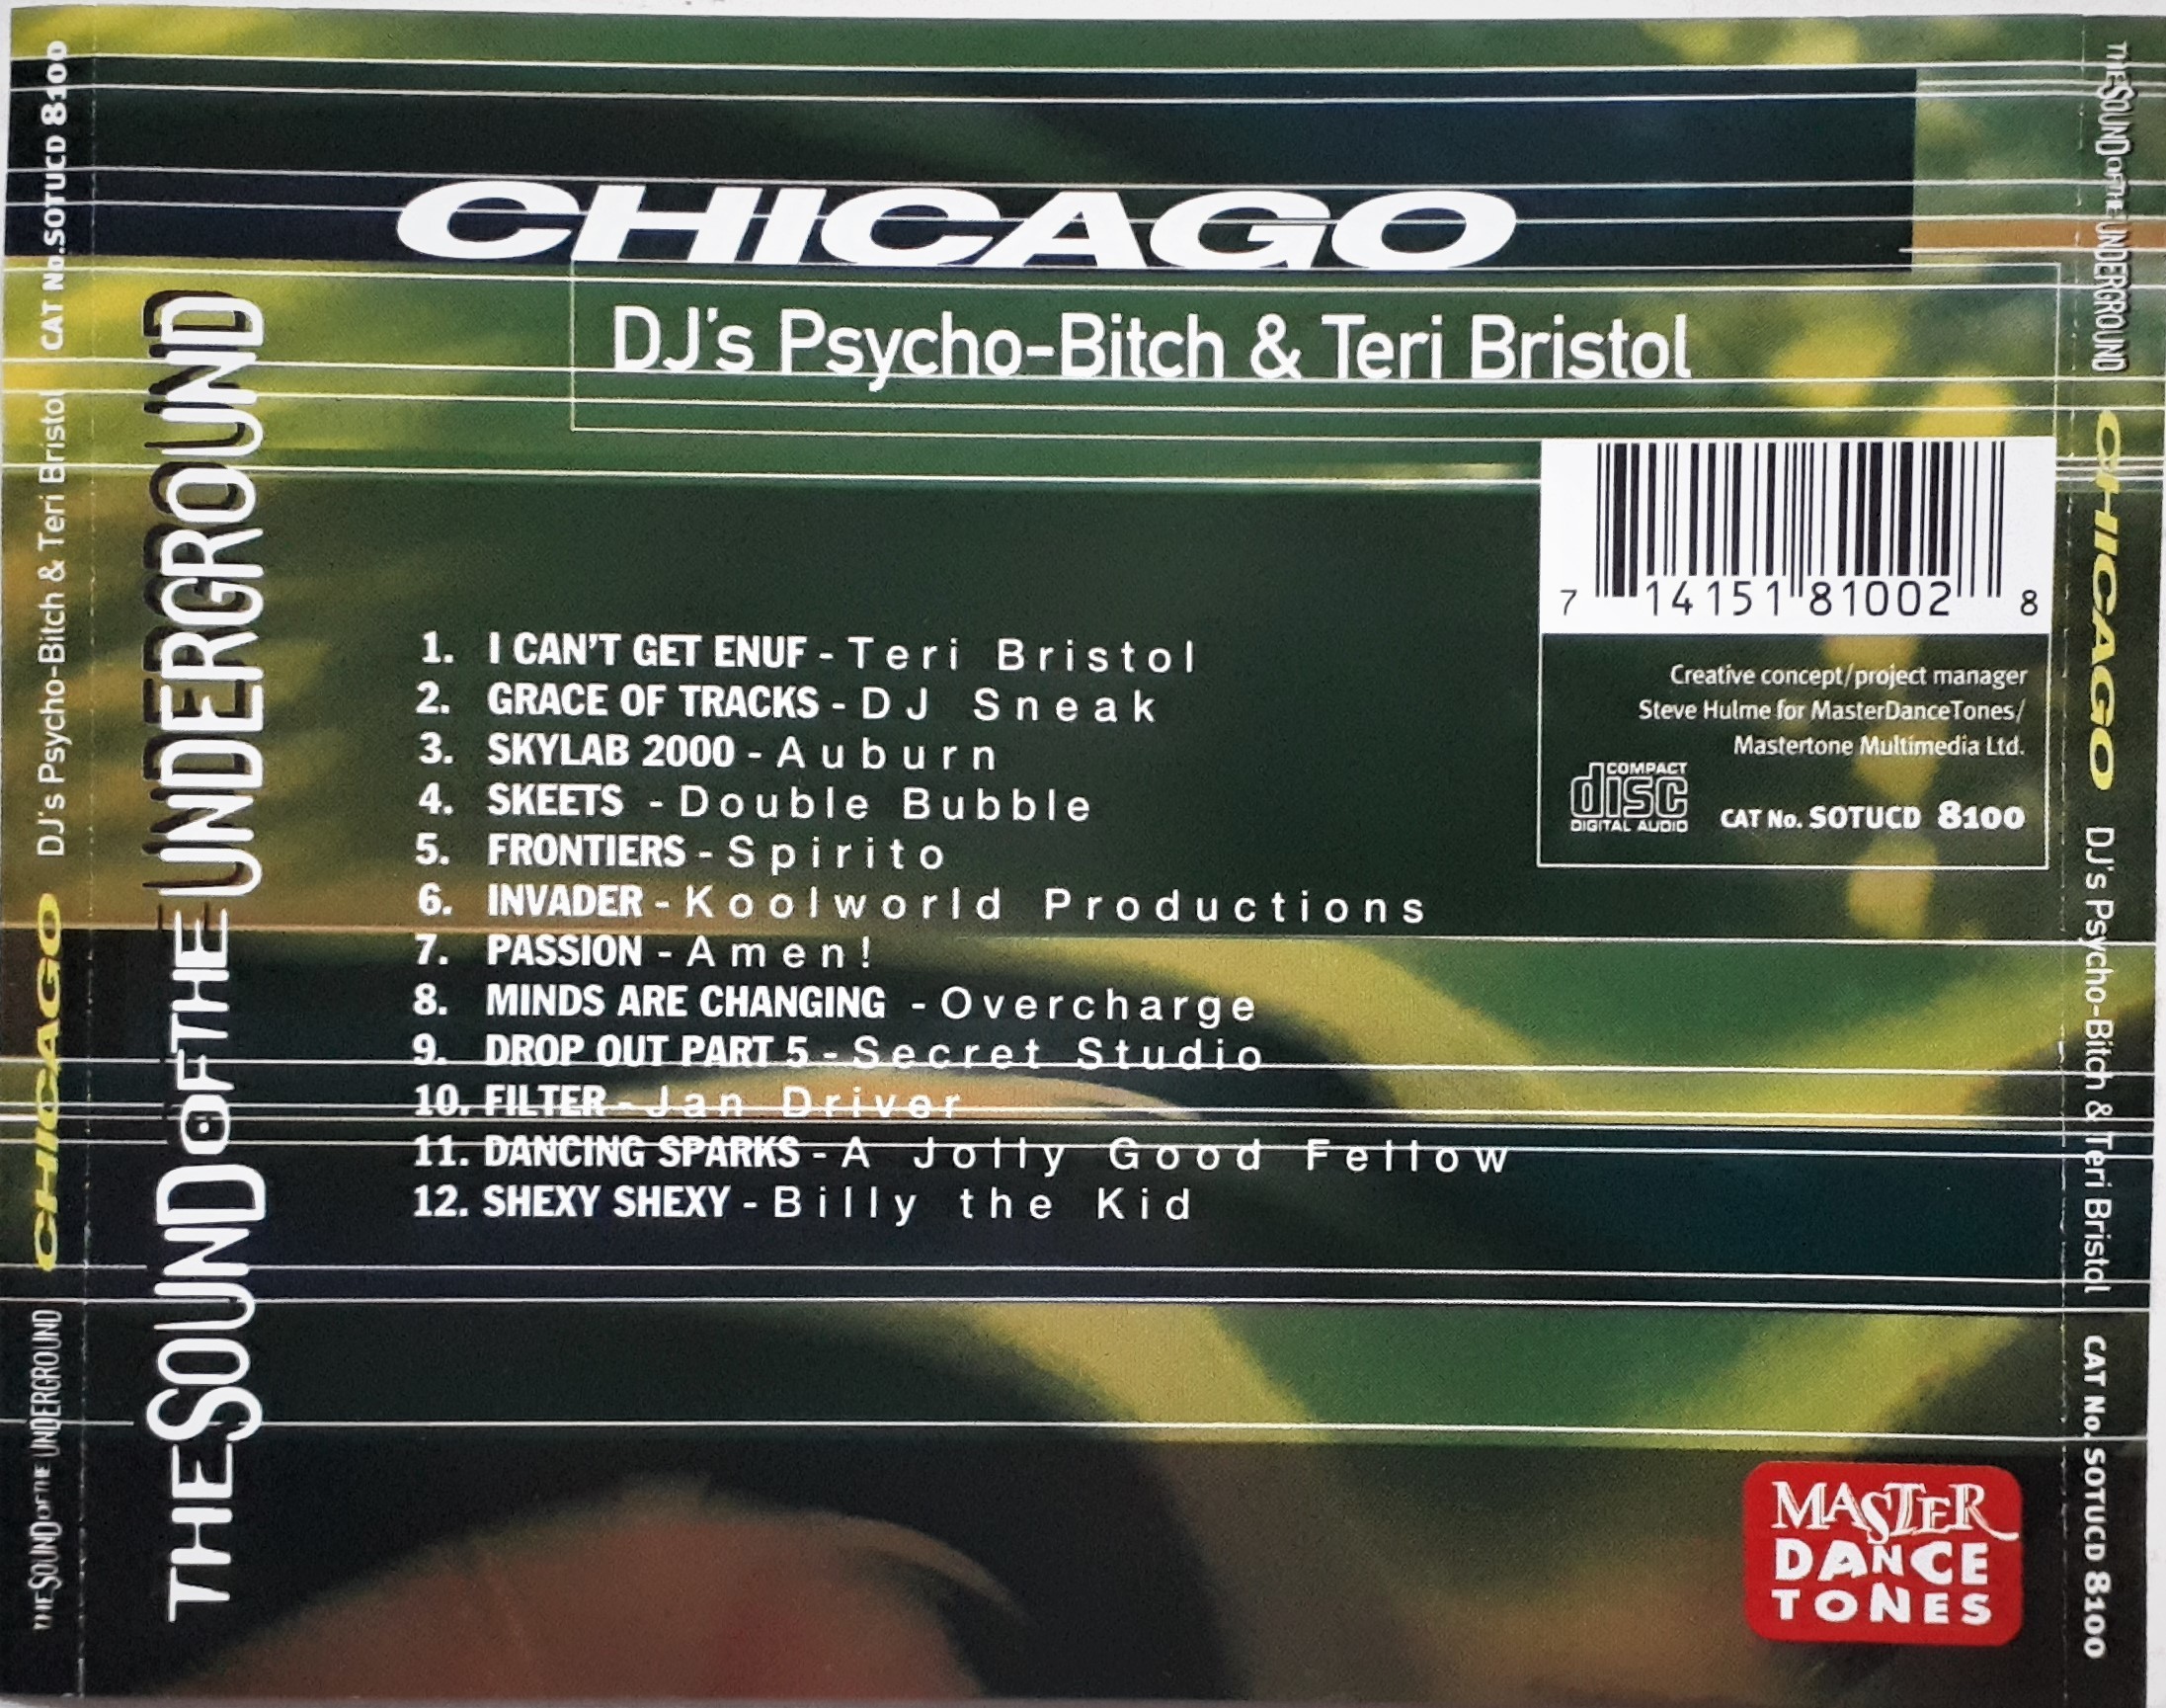 CHICAGO
DJ's Psycho-Bitch & Teri Bristol
THE SOUND OF THE UNDERGROUND
1. I CAN'T GET ENUF - Teri Bristol
2. GRACE OF TRACKS - DJ Sneak
3. SKYLAB 2000 - Auburn
4. SKEETS - Double Bubble
5. FRONTIERS - Spirito
6. INVADER - Koolworld Productions
7. PASSION - Amen!
8. MINDS ARE CHANGING - Overcharge
9. DROP OUT PART 5 - Secret Studio
10. FILTER - Jan Driver
11. DANCING SPARKS - A Jolly Good Fellow
12. SHEXY SHEXY - Billy the Kid
7 14151 81002 8
Creative concept/project manager
Steve Hulme for MasterDanceTones/
Mastertone Multimedia Ltd.
COMPACT
disc
DIGITAL AUDIO
CAT No. SOTUCD 8100
MASTER
DANCE
TONES
THE SOUND OF THE UNDERGROUND CHICAGO DJ's Psycho-Bitch & Teri Bristol CAT No. SOTUCD 8100
THE SOUND OF THE UNDERGROUND CHICAGO DJ's Psycho-Bitch & Teri Bristol CAT No. SOTUCD 8100